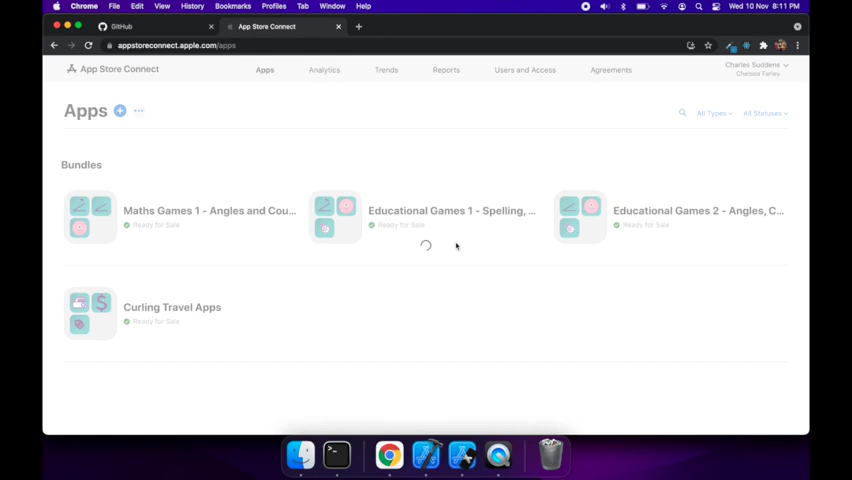 Chrome File Edit View History Bookmarks Profiles Tab Window Help Wed 10 Nov 8:11 PM
GitHub App Store Connect
appstoreconnect.apple.com/apps
App Store Connect Apps Analytics Trends Reports Users and Access Agreements Charles Suddens
Chelsea Farley
Apps All Types All Statuses
Bundles
Maths Games 1 - Angles and Cou... Educational Games 1 - Spelling, ... Educational Games 2 - Angles, C...
Ready for Sale Ready for Sale Ready for Sale
Curling Travel Apps
Ready for Sale